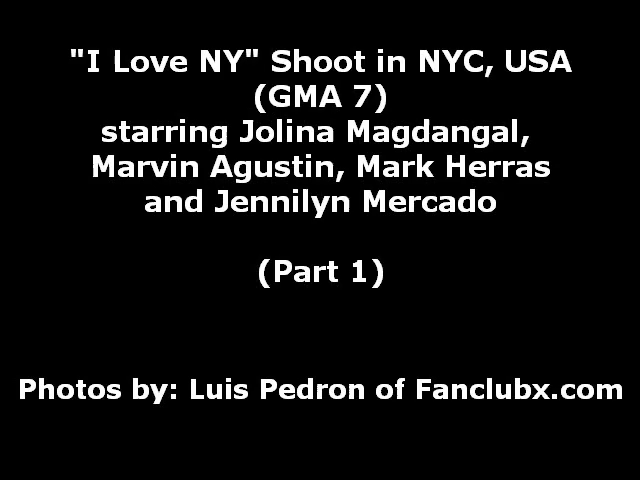 "I Love NY" Shoot in NYC, USA
(GMA 7)
starring Jolina Magdangal,
Marvin Agustin, Mark Herras
and Jennilyn Mercado
(Part 1)
Photos by: Luis Pedron of Fanclubx.com